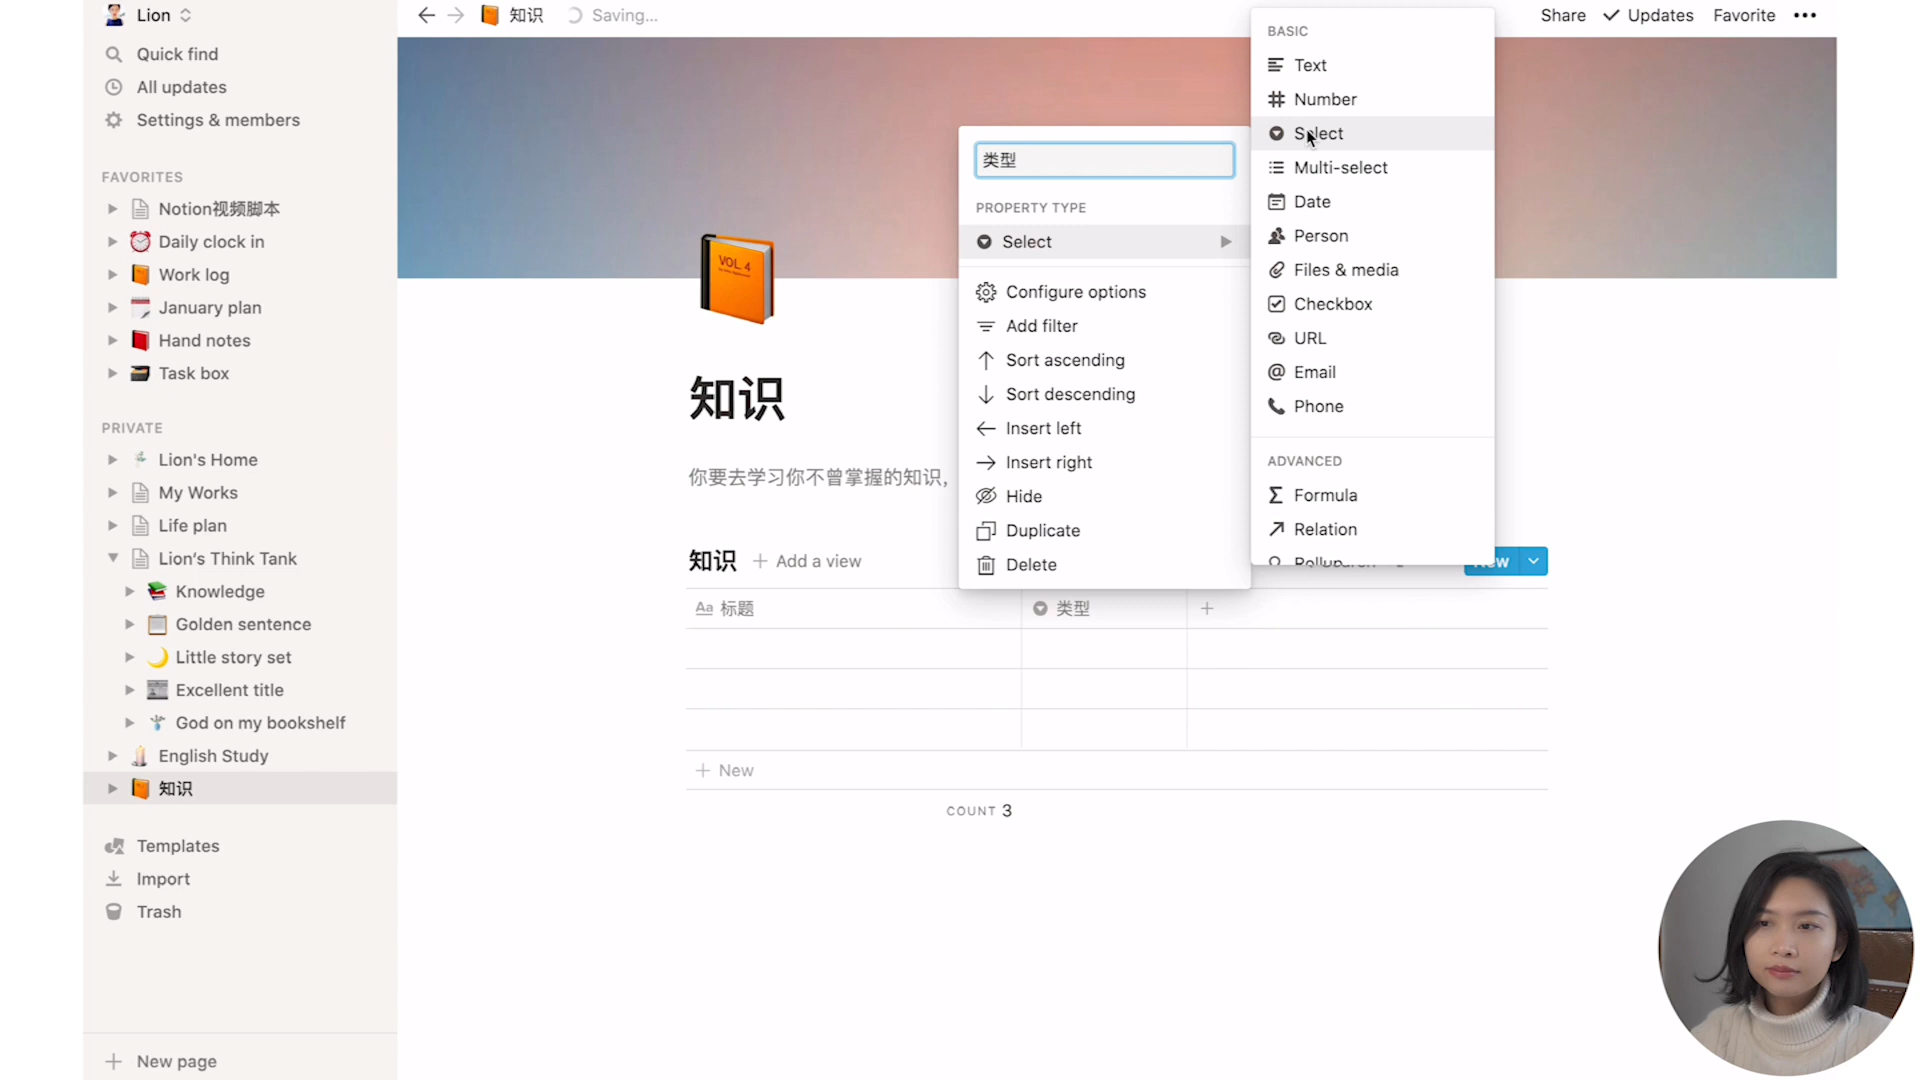 Lion
Quick find
All updates
Settings & members
FAVORITES
Notion视频脚本
Daily clock in
Work log
January plan
Hand notes
Task box
PRIVATE
Lion's Home
My Works
Life plan
Lion's Think Tank
Knowledge
Golden sentence
Little story set
Excellent title
God on my bookshelf
English Study
知识
Templates
Import
Trash
New page
知识
Saving...
Share
Updates
Favorite
VOL. 4
知识
你要去学习你不曾掌握的知识，
知识
Add a view
Aa 标题
类型
New
COUNT 3
类型
PROPERTY TYPE
Select
Configure options
Add filter
Sort ascending
Sort descending
Insert left
Insert right
Hide
Duplicate
Delete
BASIC
Text
Number
Select
Multi-select
Date
Person
Files & media
Checkbox
URL
Email
Phone
ADVANCED
Formula
Relation